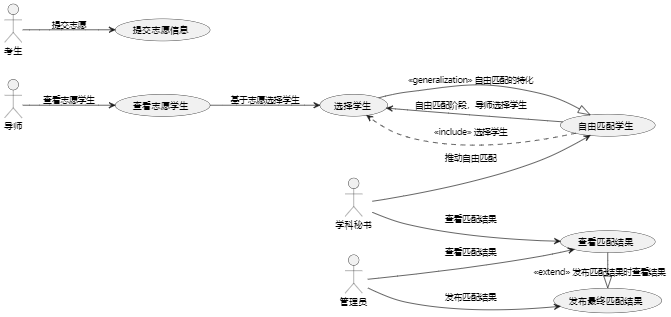 提交志愿
提交志愿信息
考生
«generalization» 自由匹配的特化
查看志愿学生
查看志愿学生
基于志愿选择学生
选择学生
自由匹配阶段，导师选择学生
自由匹配学生
导师
«include» 选择学生
推动自由匹配
学科秘书
查看匹配结果
查看匹配结果
查看匹配结果
«extend» 发布匹配结果时查看结果
管理员
发布匹配结果
发布最终匹配结果